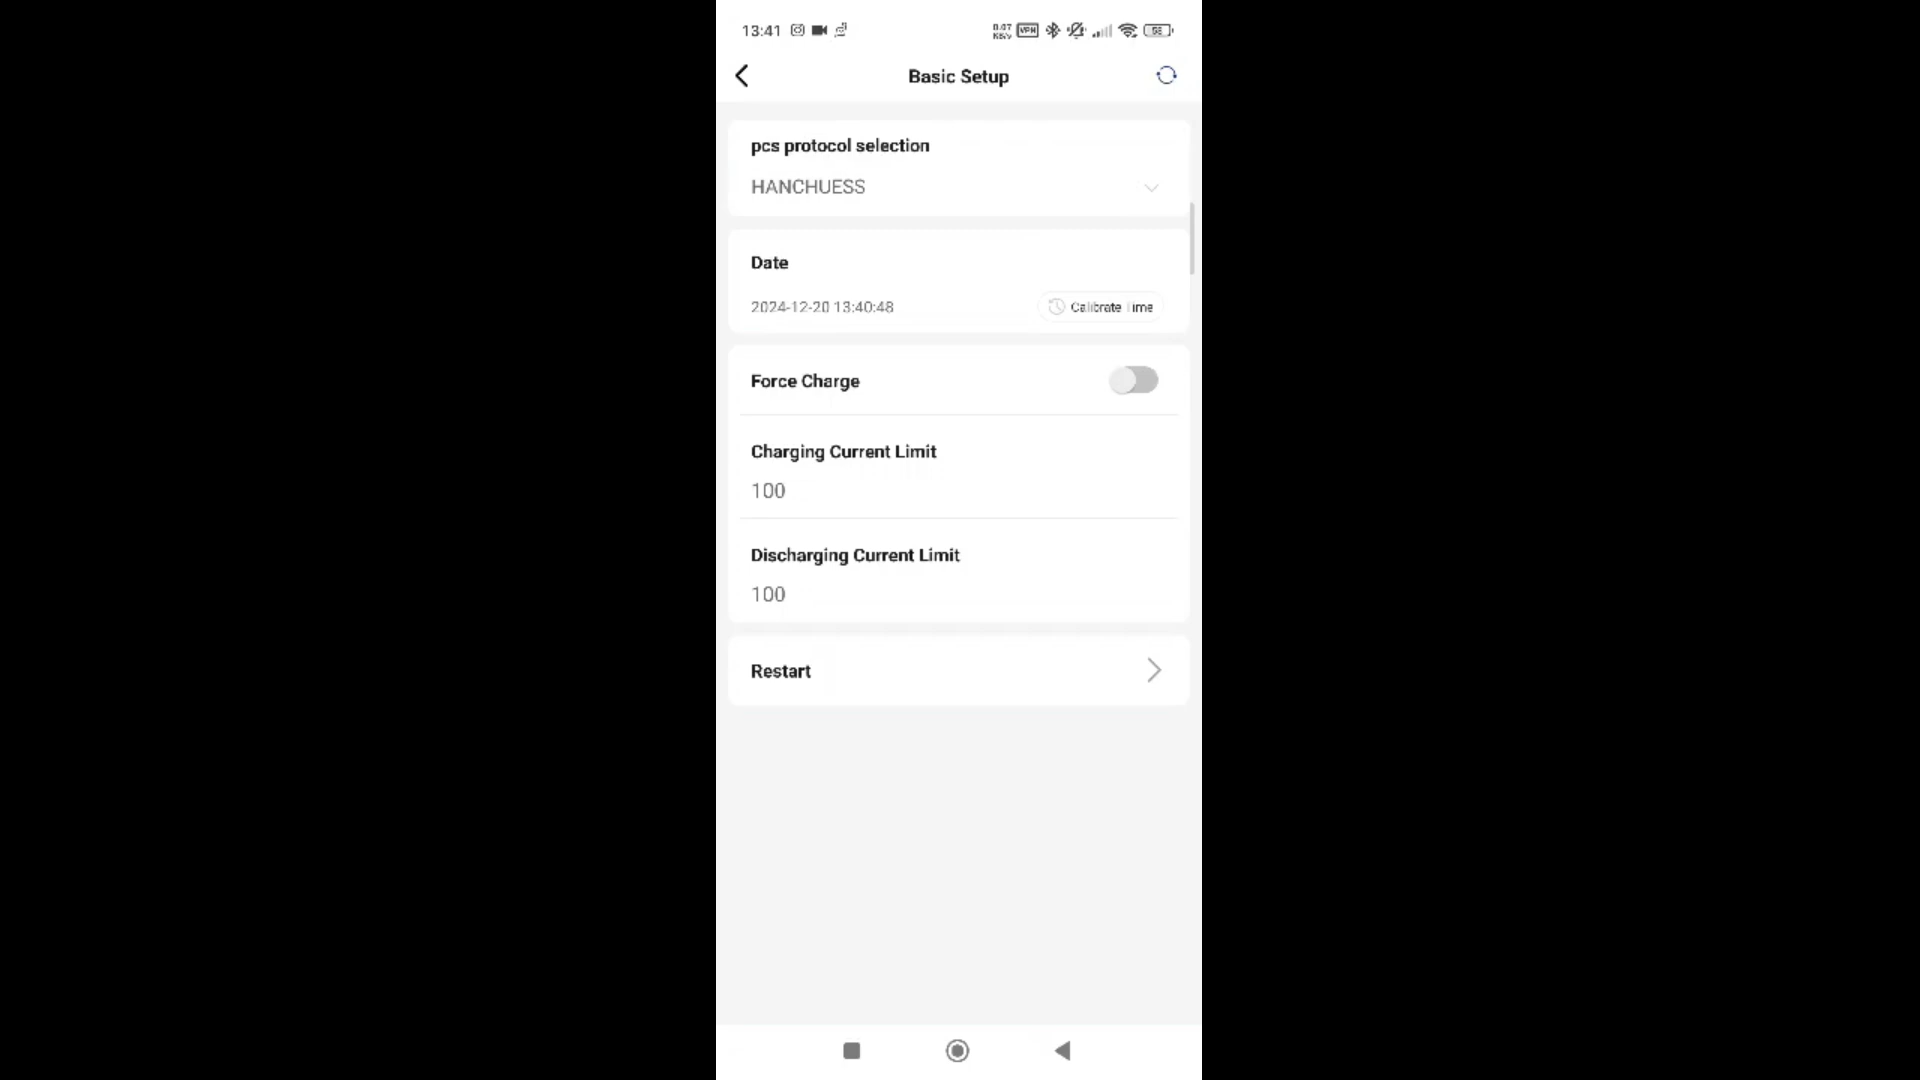 13:41
VPN
Basic Setup
pcs protocol selection
HANCHUESS
Date
2024-12-20 13:40:48
Calibrate Time
Force Charge
Charging Current Limit
100
Discharging Current Limit
100
Restart